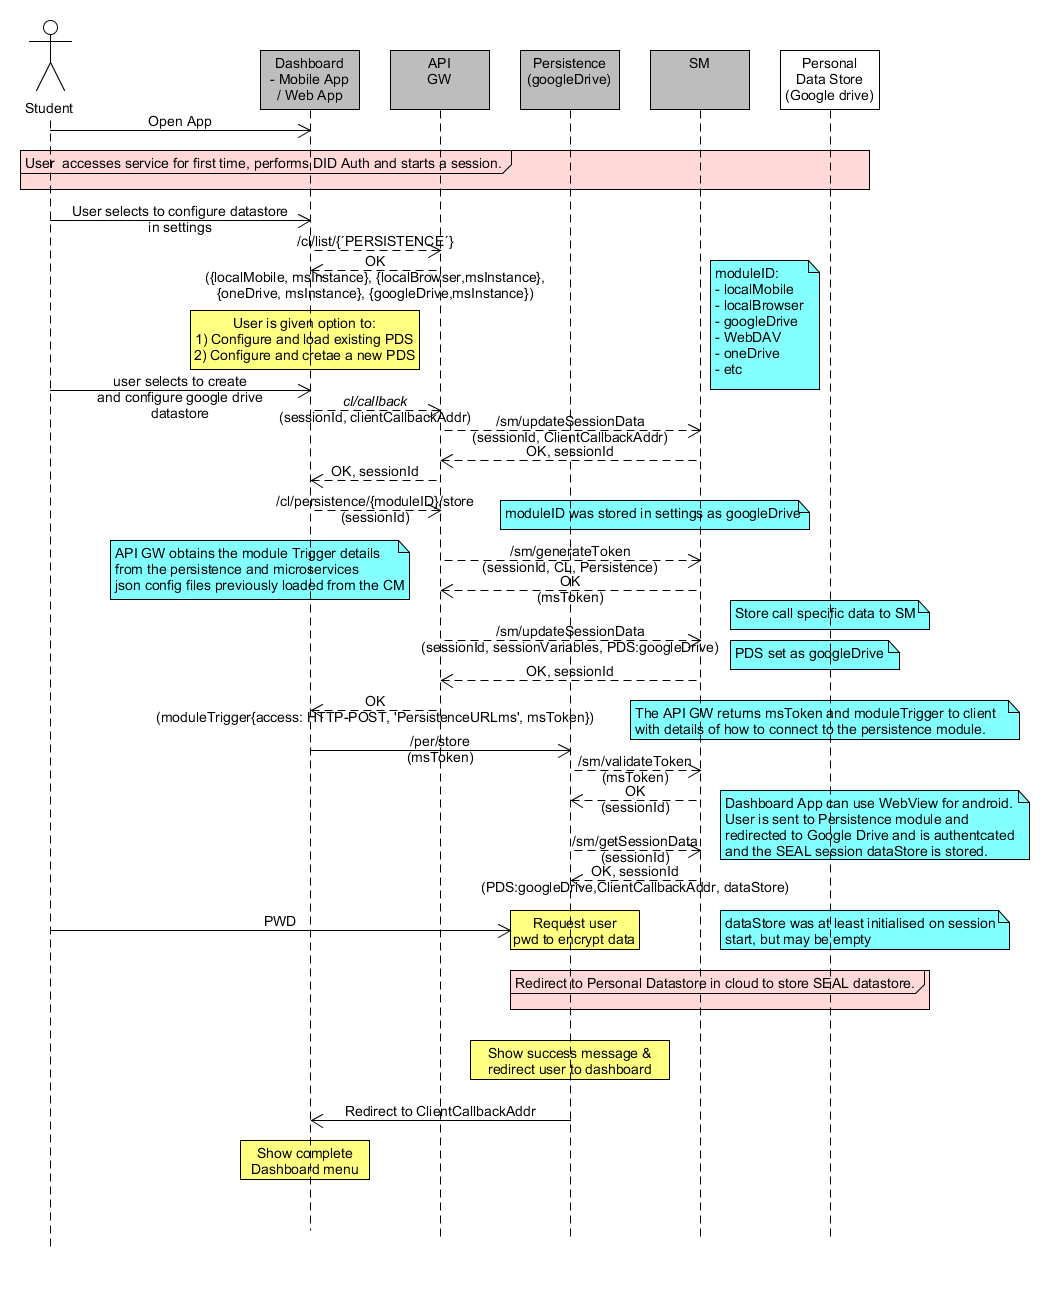 Student
Dashboard
- Mobile App
/ Web App
API
GW
Persistence
(googleDrive)
SM
Personal
Data Store
(Google drive)
Open App
User  accesses service for first time, performs DID Auth and starts a session.
User selects to configure datastore
in settings
/cl/list/{´PERSISTENCE´}
OK
({localMobile, msInstance}, {localBrowser,msInstance},
{oneDrive, msInstance}, {googleDrive,msInstance})
moduleID:
- localMobile
- localBrowser
- googleDrive
- WebDAV
- oneDrive
- etc
User is given option to:
1) Configure and load existing PDS
2) Configure and cretae a new PDS
user selects to create
and configure google drive
datastore
cl/callback
(sessionId, clientCallbackAddr)
/sm/updateSessionData
(sessionId, ClientCallbackAddr)
OK, sessionId
OK, sessionId
/cl/persistence/{moduleID}/store
(sessionId)
moduleID was stored in settings as googleDrive
API GW obtains the module Trigger details
from the persistence and microservices
json config files previously loaded from the CM
/sm/generateToken
(sessionId, CL, Persistence)
OK
(msToken)
Store call specific data to SM
/sm/updateSessionData
(sessionId, sessionVariables, PDS:googleDrive)
PDS set as googleDrive
OK, sessionId
OK
(moduleTrigger{access: HTTP-POST, 'PersistenceURLms', msToken})
The API GW returns msToken and moduleTrigger to client
with details of how to connect to the persistence module.
/per/store
(msToken)
/sm/validateToken
(msToken)
OK
(sessionId)
Dashboard App can use WebView for android.
User is sent to Persistence module and
redirected to Google Drive and is authentcated
and the SEAL session dataStore is stored.
/sm/getSessionData
(sessionId)
OK, sessionId
(PDS:googleDrive,ClientCallbackAddr, dataStore)
PWD
Request user
pwd to encrypt data
dataStore was at least initialised on session
start, but may be empty
Redirect to Personal Datastore in cloud to store SEAL datastore.
Show success message &
redirect user to dashboard
Redirect to ClientCallbackAddr
Show complete
Dashboard menu